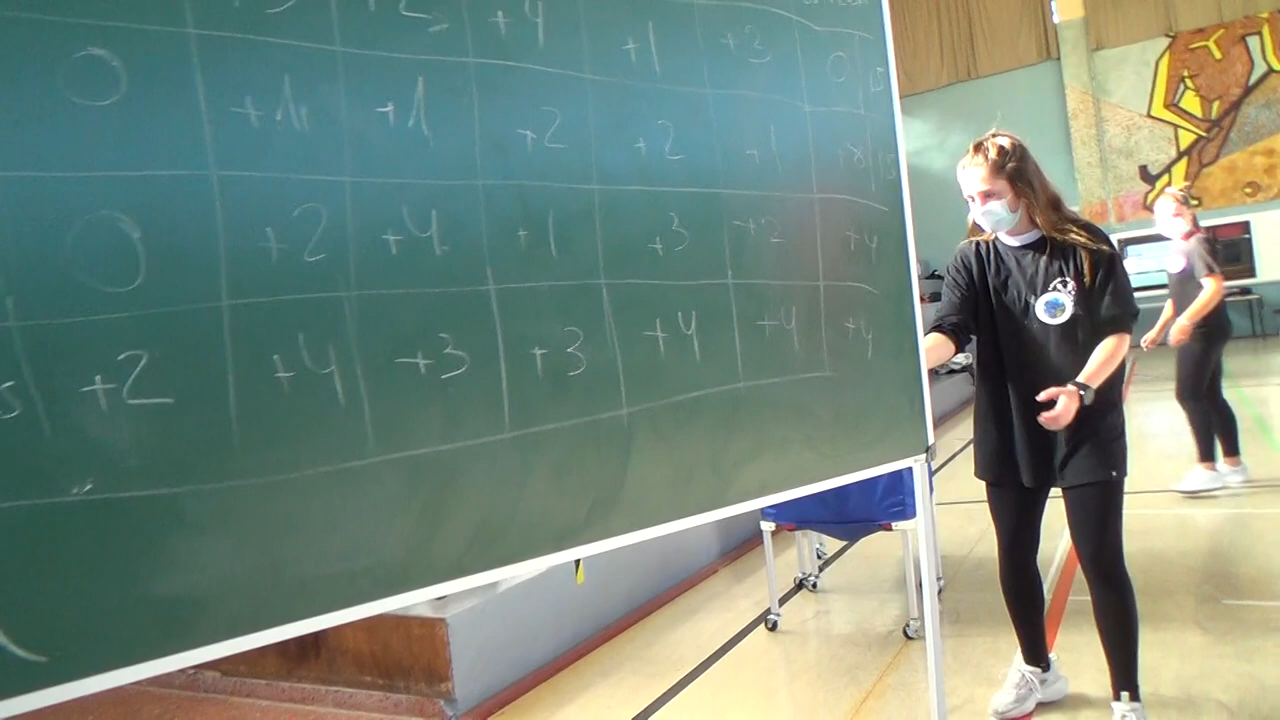 +4 +1 +3 0 15
0 +1 +1 +2 +2 +1
0 +2 +4 +1 +3 +2 +4
+2 +4 +3 +3 +4 +4 +4